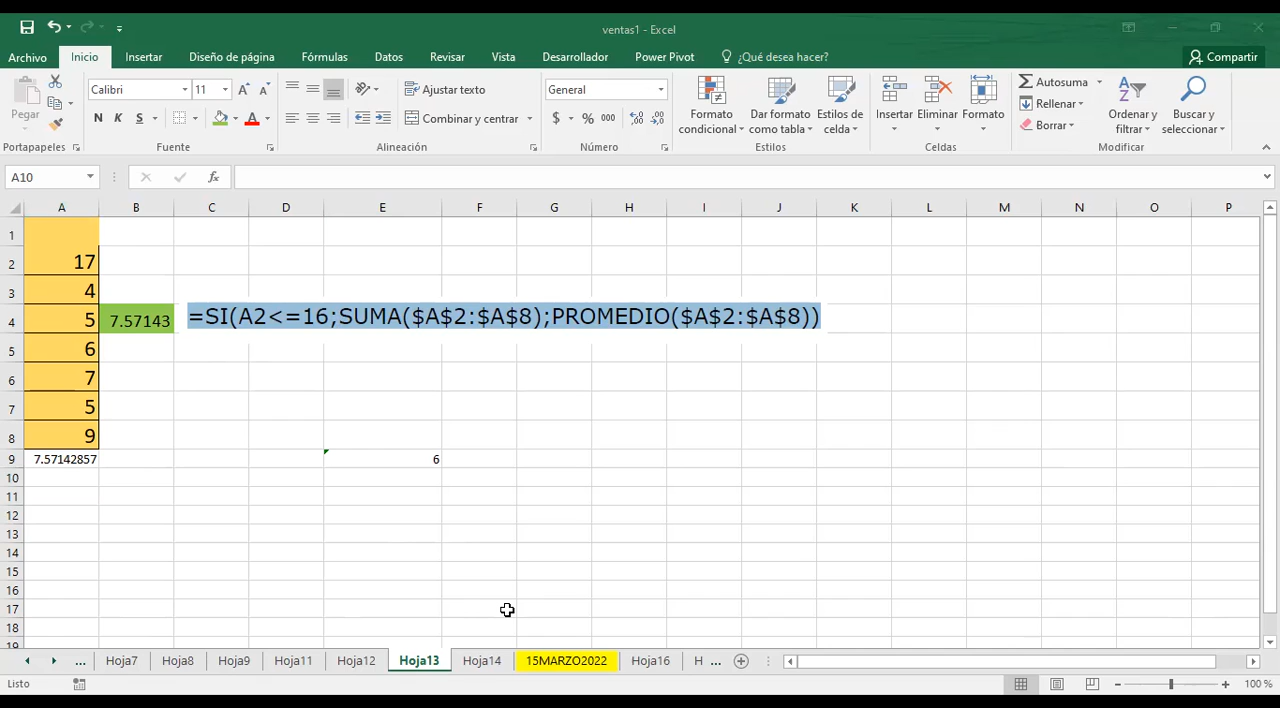 ventas1 - Excel
Archivo Inicio Insertar Diseño de página Fórmulas Datos Revisar Vista Desarrollador Power Pivot ¿Qué desea hacer? Compartir
Pegar
Calibri 11 A A
N K S A
Ajustar texto
Combinar y centrar
General
$ % 000
Formato condicional
Dar formato como tabla
Estilos de celda
Insertar Eliminar Formato
Autosuma
Rellenar
Borrar
Ordenar y filtrar
Buscar y seleccionar
Portapapeles Fuente Alineación Número Estilos Celdas Modificar
A10 fx
A B C D E F G H I J K L M N O P
1
2 17
3 4
4 5 7.57143 =SI(A2<=16;SUMA($A$2:$A$8);PROMEDIO($A$2:$A$8))
5 6
6 7
7 5
8 9
9 7.57142857 6
10
11
12
13
14
15
16
17
18
19
... Hoja7 Hoja8 Hoja9 Hoja11 Hoja12 Hoja13 Hoja14 15MARZO2022 Hoja16 H ...
Listo 100 %